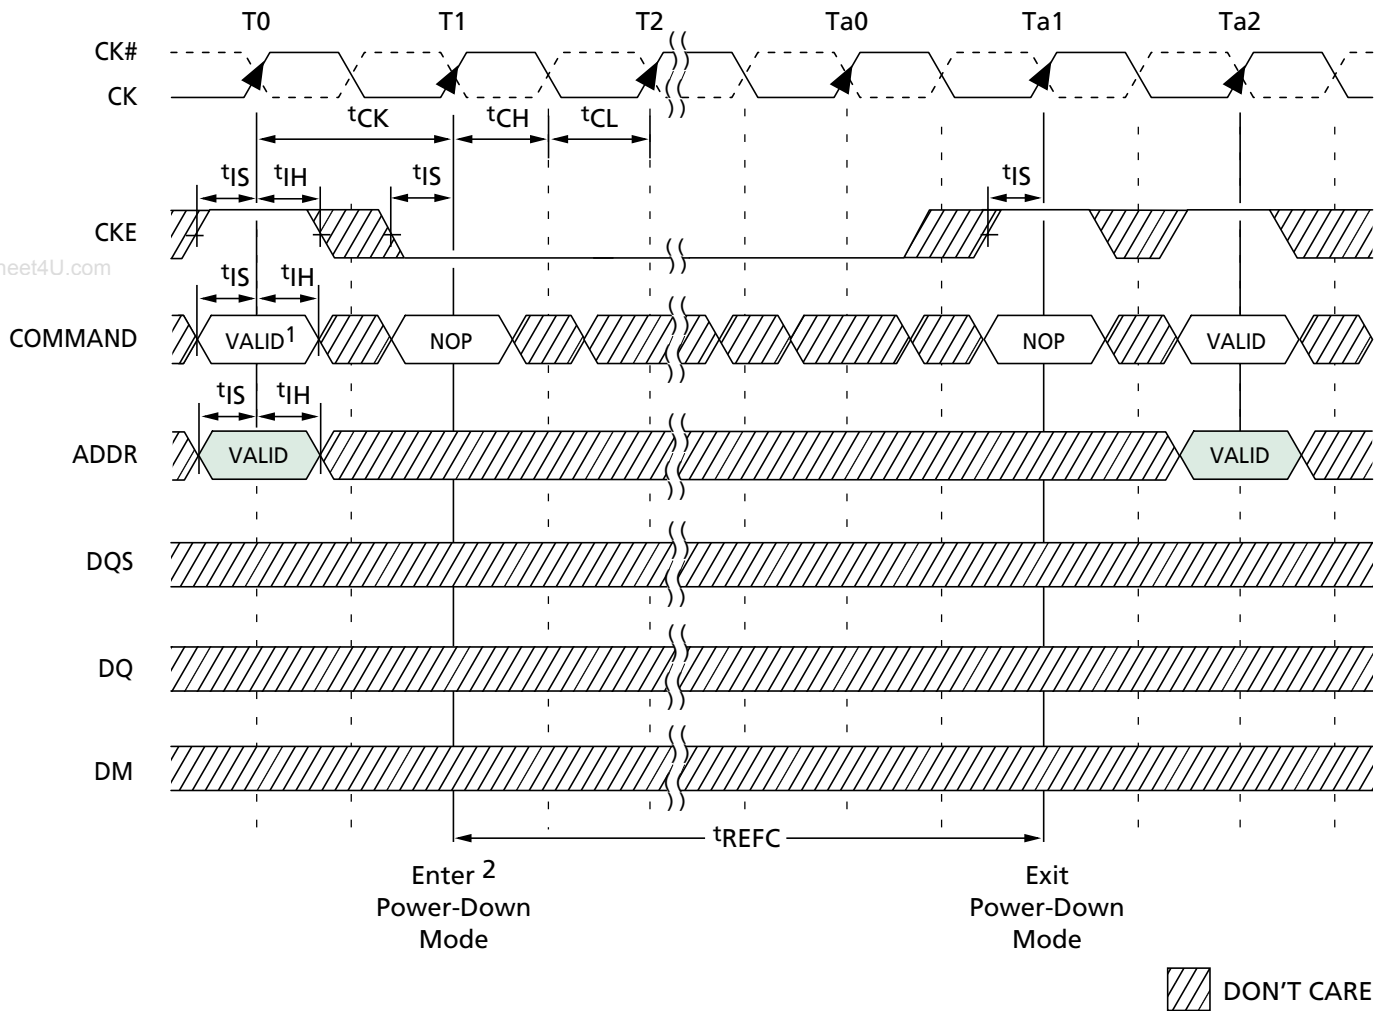 T0 T1 T2 Ta0 Ta1 Ta2
CK#
CK
tCK tCH tCL
tIS tIH tIS tIS
CKE
heet4U.com
tIS tIH
COMMAND VALID1 NOP NOP VALID
tIS tIH
ADDR VALID VALID
DQS
DQ
DM
tREFC
Enter 2 Exit
Power-Down Power-Down
Mode Mode
DON'T CARE